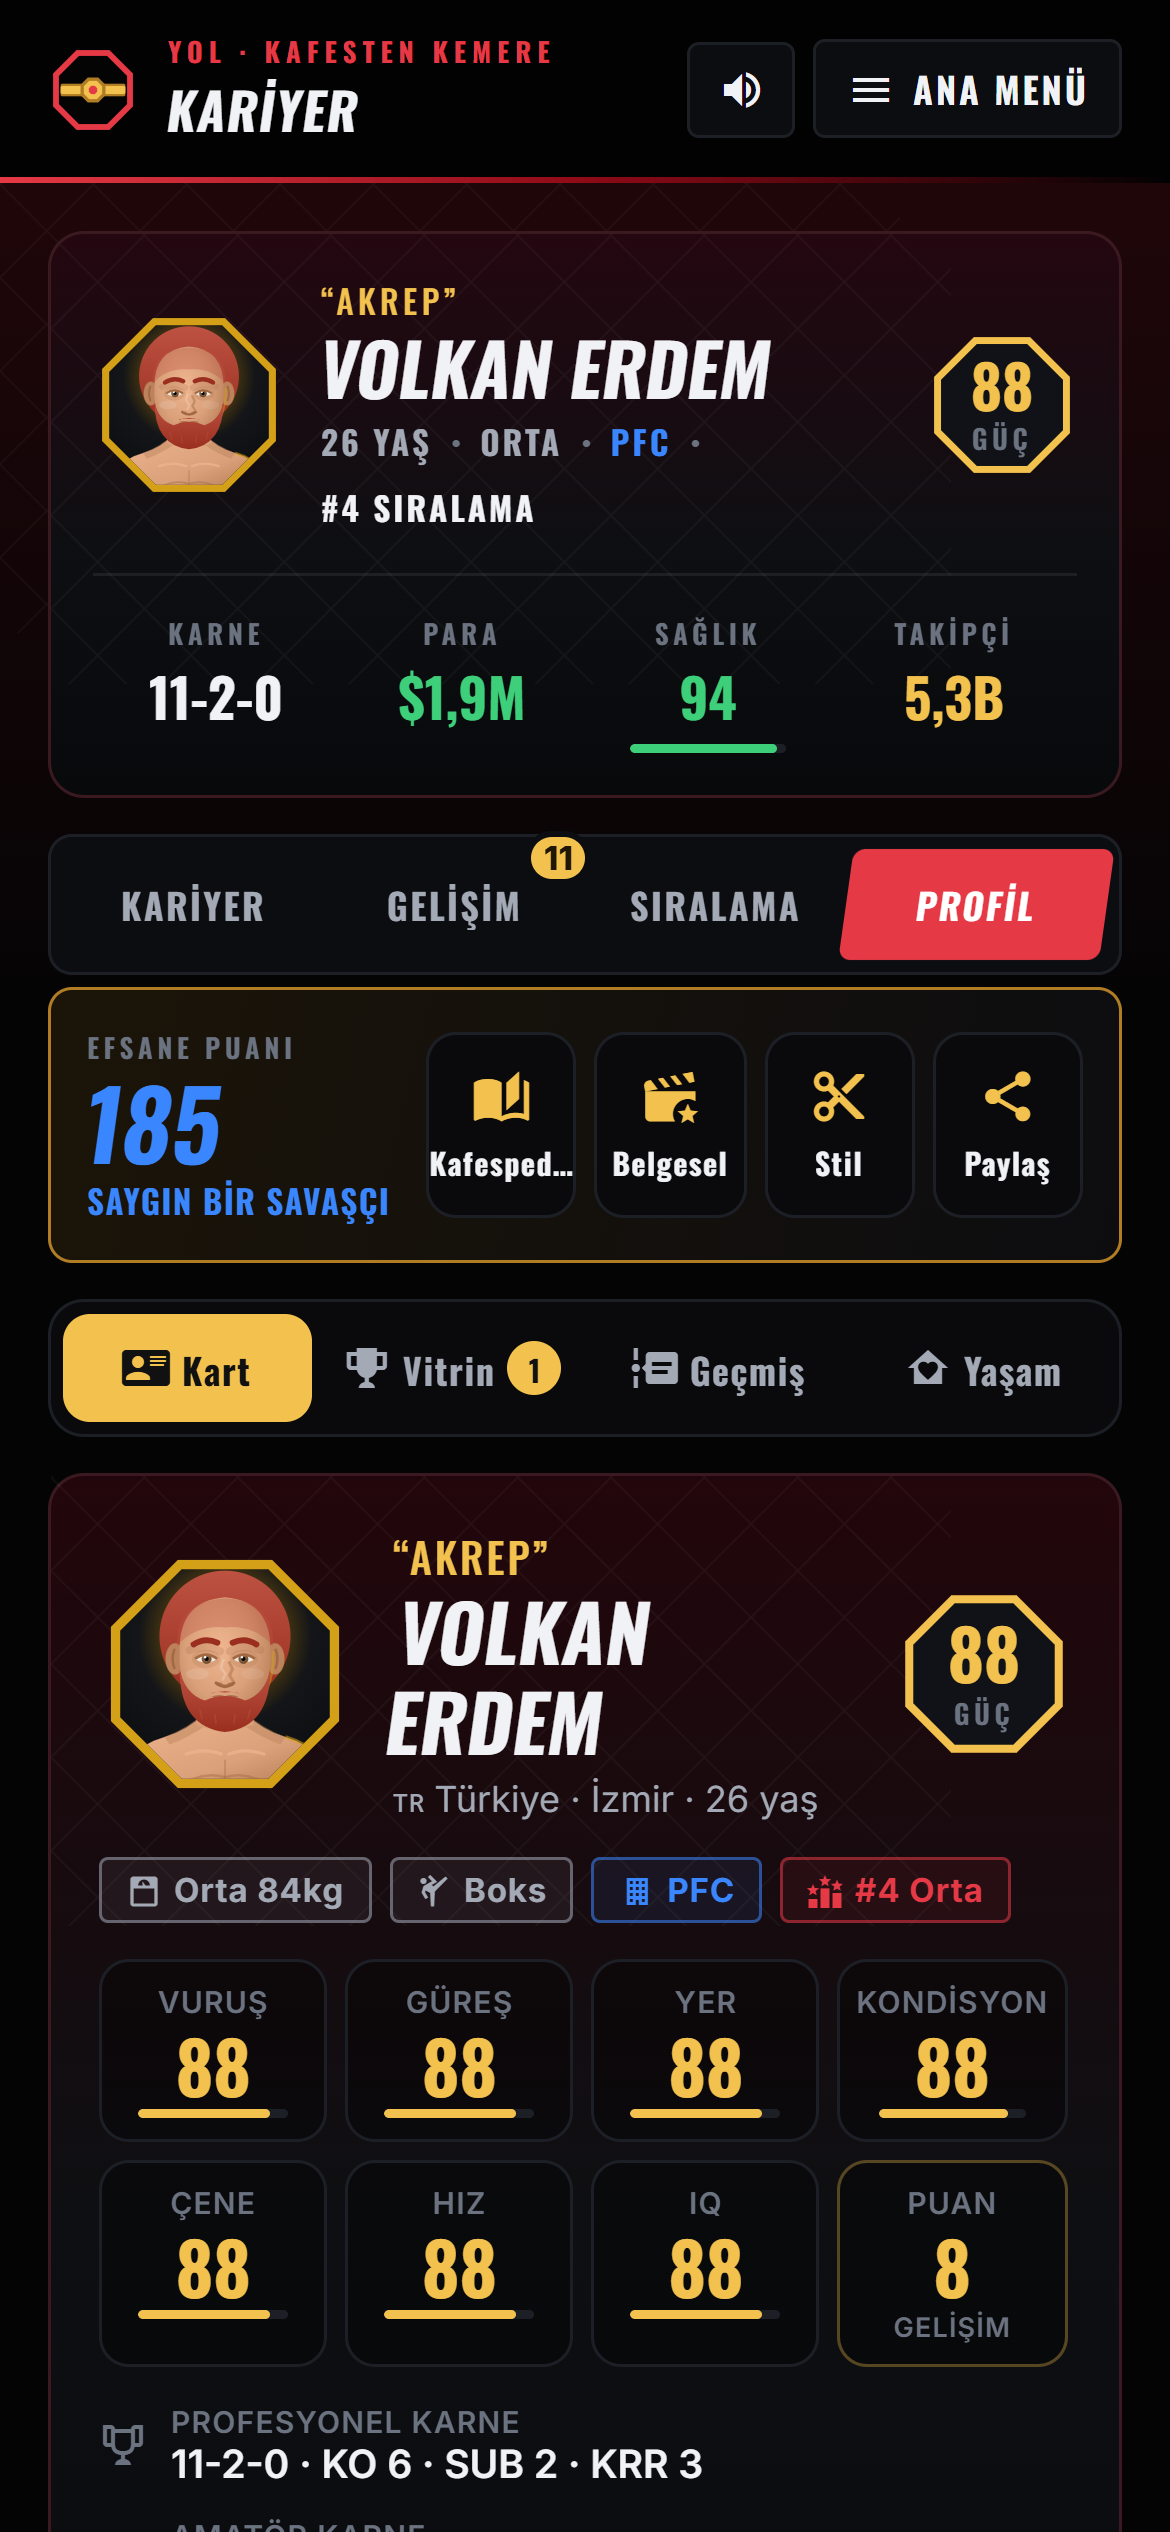 YOL · KAFESTEN KEMERE
KARİYER
ANA MENÜ
“AKREP”
VOLKAN ERDEM
26 YAŞ · ORTA · PFC ·
#4 SIRALAMA
88
GÜÇ
KARNE
11-2-0
PARA
$1,9M
SAĞLIK
94
TAKİPÇİ
5,3B
KARİYER
GELİŞİM
11
SIRALAMA
PROFİL
EFSANE PUANI
185
SAYGIN BİR SAVAŞÇI
Kafesped...
Belgesel
Stil
Paylaş
Kart
Vitrin 1
Geçmiş
Yaşam
“AKREP”
VOLKAN
ERDEM
TR Türkiye · İzmir · 26 yaş
88
GÜÇ
Orta 84kg
Boks
PFC
#4 Orta
VURUŞ
88
GÜREŞ
88
YER
88
KONDİSYON
88
ÇENE
88
HIZ
88
IQ
88
PUAN
8
GELİŞİM
PROFESYONEL KARNE
11-2-0 · KO 6 · SUB 2 · KRR 3
AMATÖR KARNE